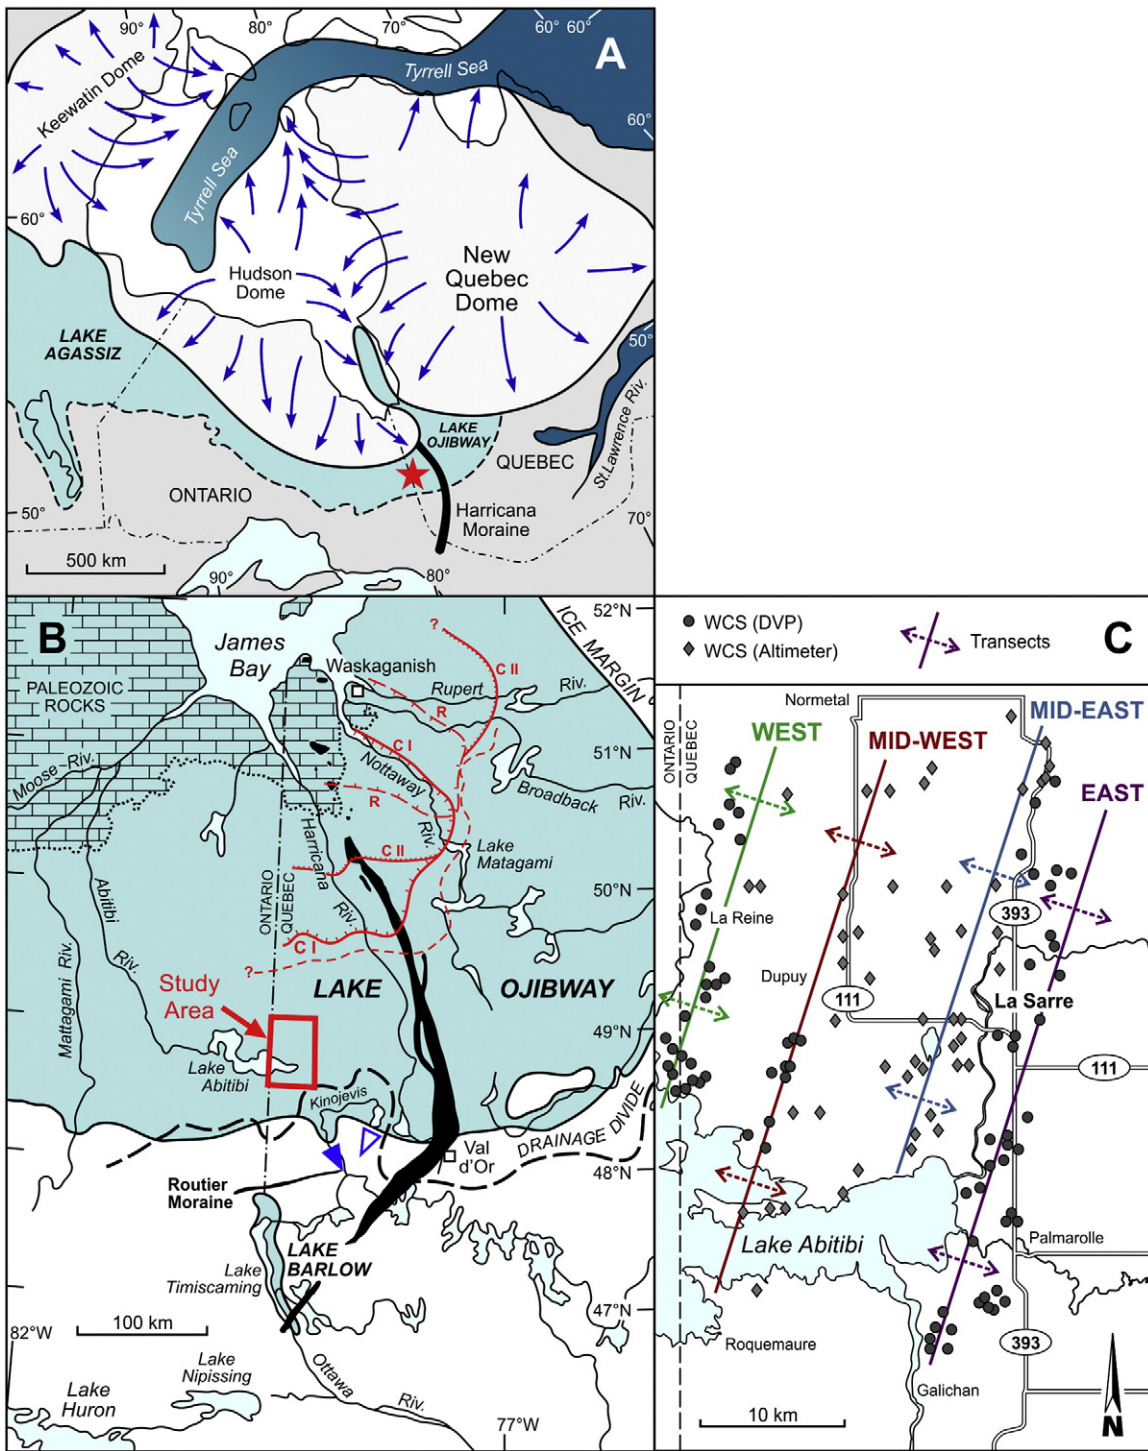 90°
80°
70°
60° 60°
A
Tyrrell Sea
Keewatin Dome
60°
Tyrrell Sea
60°
New
Quebec
Dome
Hudson
Dome
50°
LAKE
AGASSIZ
LAKE
OJIBWAY
St.Lawrence Riv.
QUEBEC
ONTARIO
50°
Harricana
Moraine
70°
500 km
90°
80°
B
James
Bay
52°N
ICE MARGIN
?
C II
Waskaganish
Rupert
Riv.
PALEOZOIC
ROCKS
R
51°N
C I
Nottaway
Riv.
Moose Riv.
Broadback
Riv.
R
Harricana
Riv.
Lake
Matagami
C II
50°N
Abitibi
Riv.
ONTARIO
QUEBEC
C I
?
Mattagami Riv.
Study
Area
LAKE
OJIBWAY
49°N
Lake
Abitibi
Kinojevis
DRAINAGE DIVIDE
Val
d'Or
48°N
Routier
Moraine
LAKE
BARLOW
Lake
Timiscaming
47°N
82°W
100 km
Lake
Nipissing
Ottawa
Riv.
Lake
Huron
77°W
WCS (DVP)
WCS (Altimeter)
Transects
C
Normetal
ONTARIO
QUEBEC
WEST
MID-WEST
MID-EAST
EAST
La Reine
393
Dupuy
111
La Sarre
111
Lake Abitibi
Palmarolle
Roquemaure
393
Galichan
10 km
N